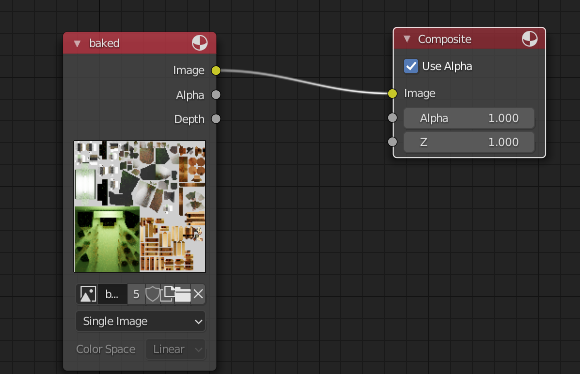 baked
Image
Alpha
Depth
b... 5
Single Image
Color Space Linear
Composite
Use Alpha
Image
Alpha 1.000
Z 1.000